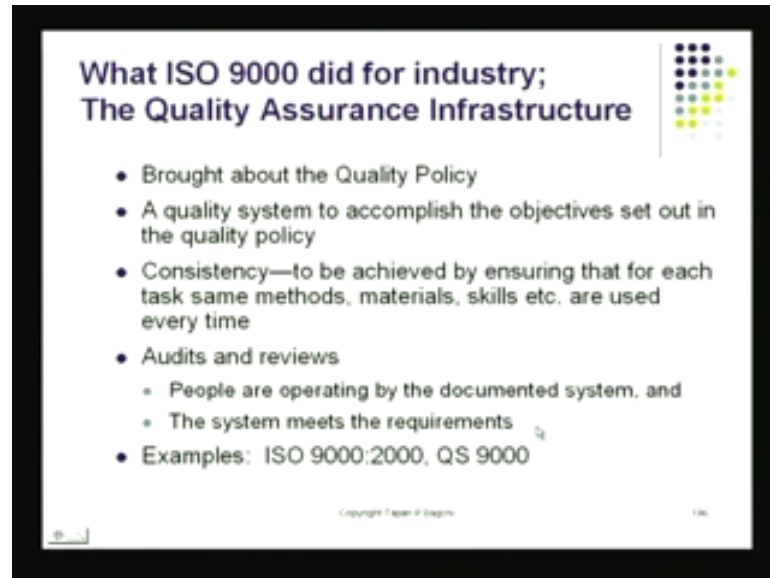 What ISO 9000 did for industry;
The Quality Assurance Infrastructure
• Brought about the Quality Policy
• A quality system to accomplish the objectives set out in
the quality policy
• Consistency—to be achieved by ensuring that for each
task same methods, materials, skills etc. are used
every time
• Audits and reviews
• People are operating by the documented system, and
• The system meets the requirements
• Examples: ISO 9000:2000, QS 9000
Copyright Tapan P Bagchi